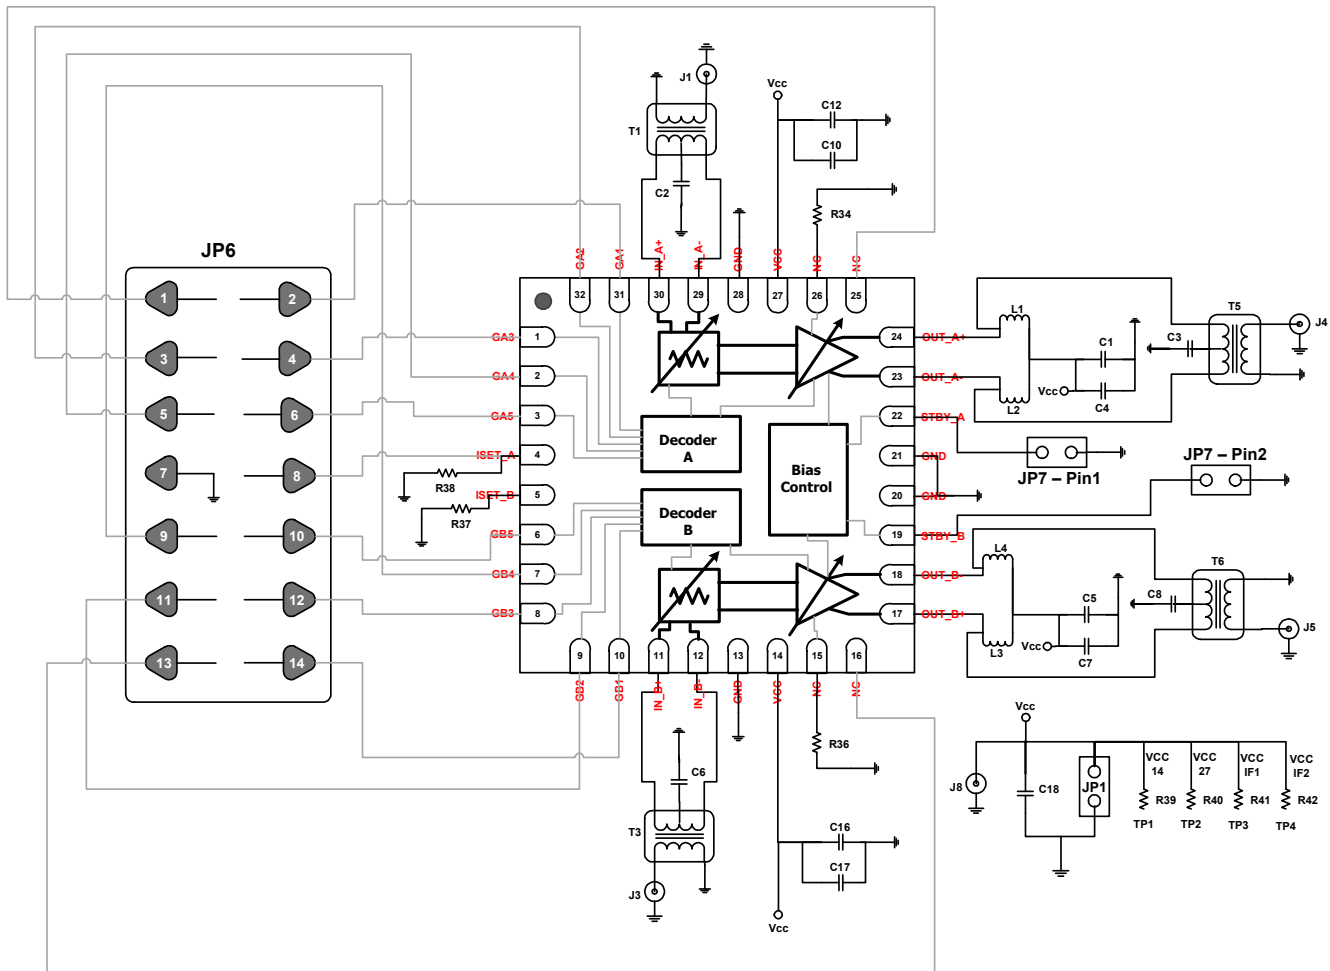 J1
Vcc
C12
C10
T1
C2
R34
JP6
GA2
GA1
IN_A+
IN_A-
GND
VCC
NC
NC
32
31
30
29
28
27
26
25
1
2
3
4
5
6
7
8
9
10
11
12
13
14
GA3
GA4
GA5
ISET_A
ISET_B
GB5
GB4
GB3
R38
R37
1
2
3
4
5
6
7
8
Decoder
A
Decoder
B
Bias
Control
24
23
22
21
20
19
18
17
OUT_A+
OUT_A-
STBY_A
GND
GND
STBY_B
OUT_B-
OUT_B+
L1
L2
C1
Vcc
C4
C3
T5
J4
JP7 – Pin1
JP7 – Pin2
L4
L3
C5
Vcc
C7
C8
T6
J5
9
10
11
12
13
14
15
16
GB2
GB1
IN_B+
IN_B-
GND
VCC
NC
NC
C6
T3
J3
R36
C16
C17
Vcc
Vcc
J8
C18
JP1
VCC
14
VCC
27
VCC
IF1
VCC
IF2
R39
R40
R41
R42
TP1
TP2
TP3
TP4